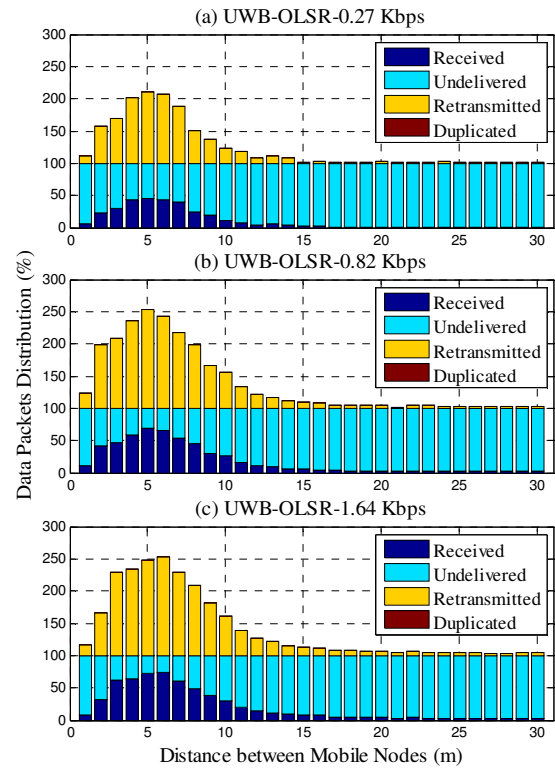 (a) UWB-OLSR-0.27 Kbps
300
250
200
150
100
50
0
Received
Undelivered
Retransmitted
Duplicated
0 5 10 15 20 25 30
(b) UWB-OLSR-0.82 Kbps
300
250
200
150
100
50
0
Received
Undelivered
Retransmitted
Duplicated
0 5 10 15 20 25 30
(c) UWB-OLSR-1.64 Kbps
300
250
200
150
100
50
0
Received
Undelivered
Retransmitted
Duplicated
0 5 10 15 20 25 30
Data Packets Distribution (%)
Distance between Mobile Nodes (m)